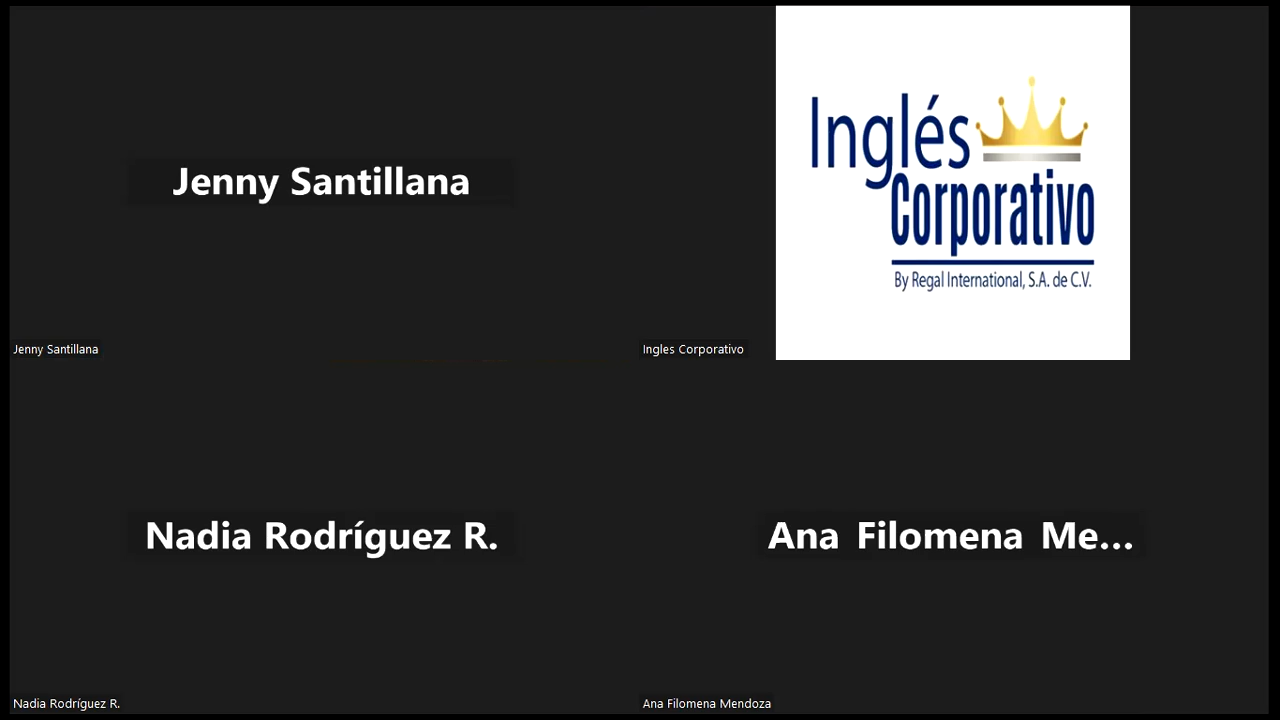 Jenny Santillana
Jenny Santillana
Inglés
Corporativo
By Regal International, S.A. de C.V.
Ingles Corporativo
Nadia Rodríguez R.
Nadia Rodríguez R.
Ana Filomena Me...
Ana Filomena Mendoza